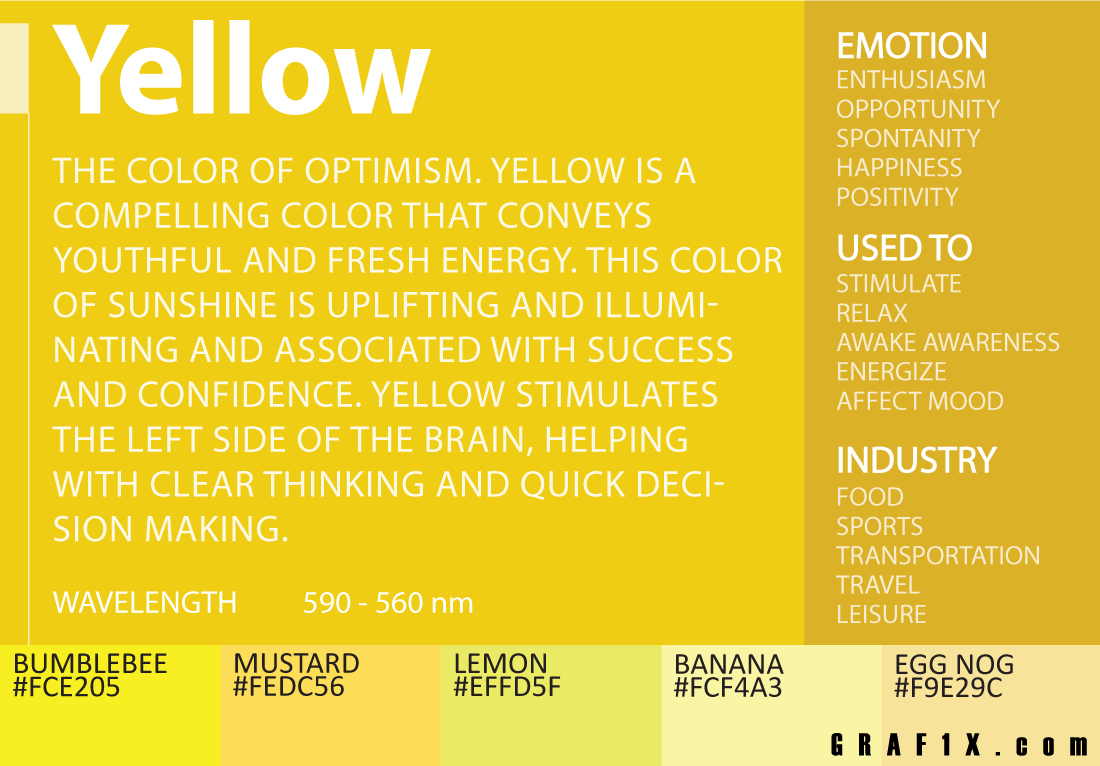 Yellow
THE COLOR OF OPTIMISM. YELLOW IS A
COMPELLING COLOR THAT CONVEYS
YOUTHFUL AND FRESH ENERGY. THIS COLOR
OF SUNSHINE IS UPLIFTING AND ILLUMI-
NATING AND ASSOCIATED WITH SUCCESS
AND CONFIDENCE. YELLOW STIMULATES
THE LEFT SIDE OF THE BRAIN, HELPING
WITH CLEAR THINKING AND QUICK DECI-
SION MAKING.
WAVELENGTH 590 - 560 nm
EMOTION
ENTHUSIASM
OPPORTUNITY
SPONTANITY
HAPPINESS
POSITIVITY
USED TO
STIMULATE
RELAX
AWAKE AWARENESS
ENERGIZE
AFFECT MOOD
INDUSTRY
FOOD
SPORTS
TRANSPORTATION
TRAVEL
LEISURE
BUMBLEBEE
#FCE205
MUSTARD
#FEDC56
LEMON
#EFFD5F
BANANA
#FCF4A3
EGG NOG
#F9E29C
GRAF1X.com